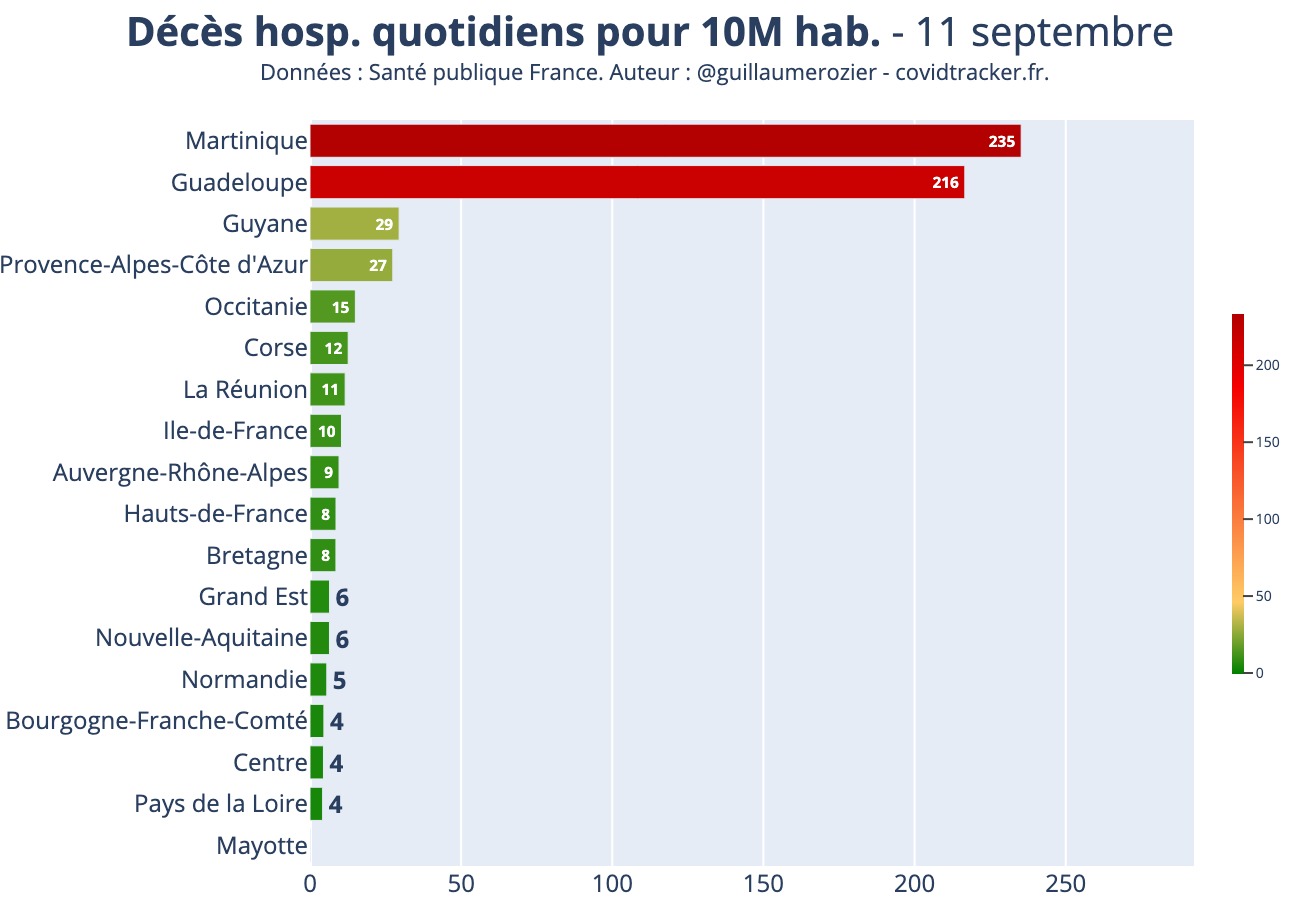 Décès hosp. quotidiens pour 10M hab. - 11 septembre
Données : Santé publique France. Auteur : @guillaumerozier - covidtracker.fr.
Martinique 235
Guadeloupe 216
Guyane 29
Provence-Alpes-Côte d'Azur 27
Occitanie 15
Corse 12
La Réunion 11
Ile-de-France 10
Auvergne-Rhône-Alpes 9
Hauts-de-France 8
Bretagne 8
Grand Est 6
Nouvelle-Aquitaine 6
Normandie 5
Bourgogne-Franche-Comté 4
Centre 4
Pays de la Loire 4
Mayotte
0 50 100 150 200 250
200
150
100
50
0